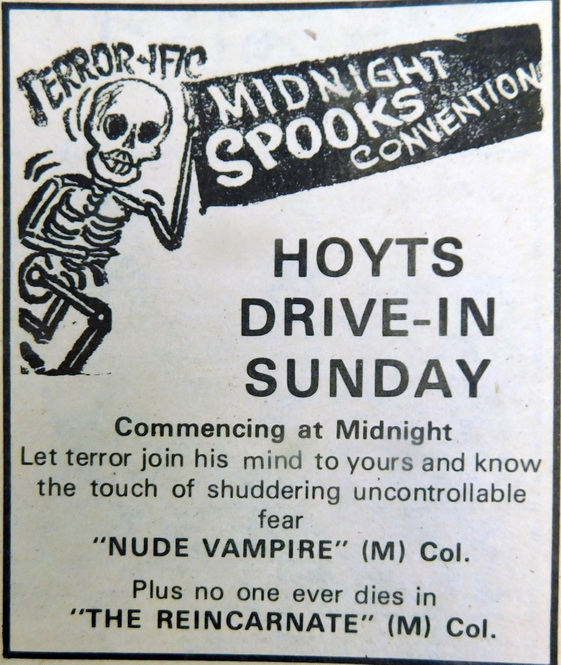 TERROR-IFIC
MIDNIGHT
SPOOKS
CONVENTION
HOYTS
DRIVE-IN
SUNDAY
Commencing at Midnight
Let terror join his mind to yours and know
the touch of shuddering uncontrollable
fear
"NUDE VAMPIRE" (M) Col.
Plus no one ever dies in
"THE REINCARNATE" (M) Col.